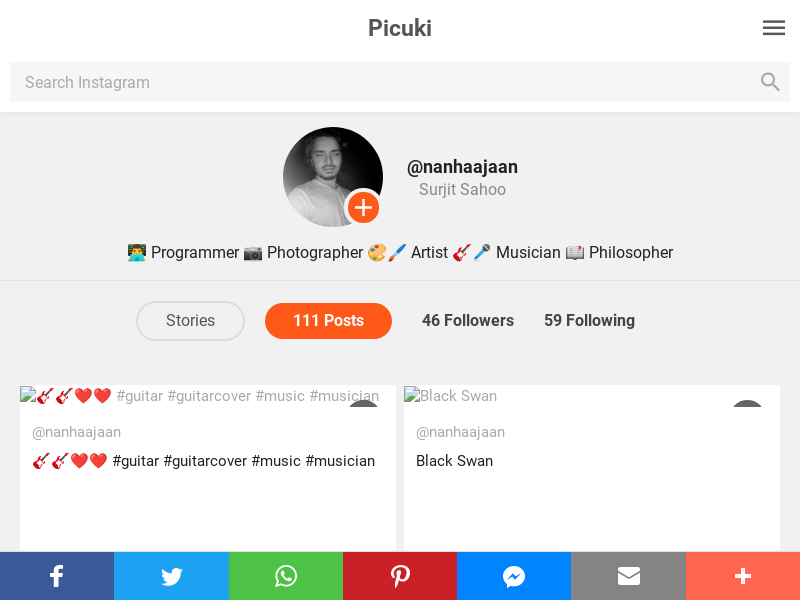 Picuki
Search Instagram
@nanhaajaan
Surjit Sahoo
👨‍💻 Programmer 📷 Photographer 🎨🖌️ Artist 🎸🎤 Musician 📖 Philosopher
Stories
111 Posts
46 Followers
59 Following
🎸🎸❤️❤️ #guitar #guitarcover #music #musician
@nanhaajaan
🎸🎸❤️❤️ #guitar #guitarcover #music #musician
Black Swan
@nanhaajaan
Black Swan